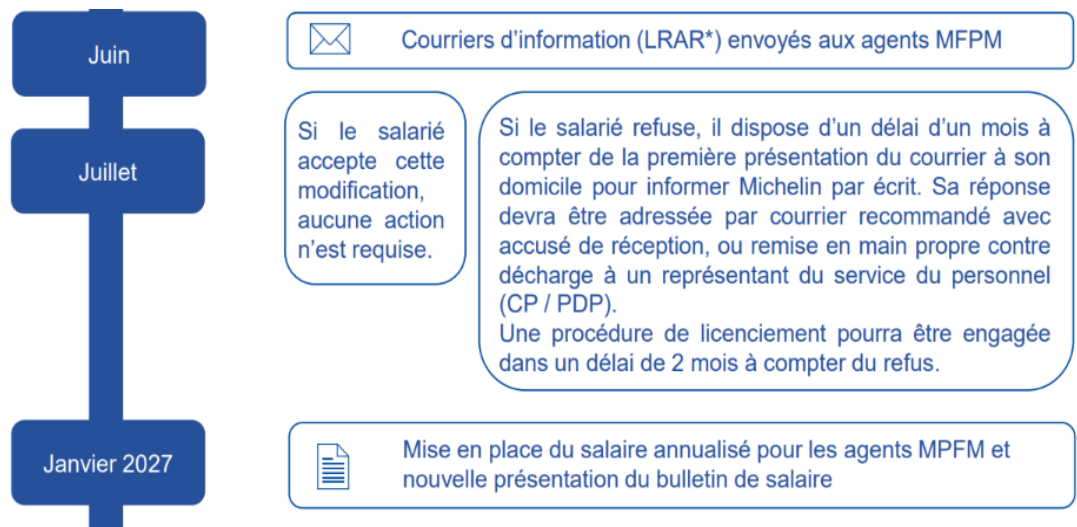 Juin
Courriers d'information (LRAR*) envoyés aux agents MFPM
Juillet
Si le salarié
accepte cette
modification,
aucune action
n'est requise.
Si le salarié refuse, il dispose d'un délai d'un mois à
compter de la première présentation du courrier à son
domicile pour informer Michelin par écrit. Sa réponse
devra être adressée par courrier recommandé avec
accusé de réception, ou remise en main propre contre
décharge à un représentant du service du personnel
(CP / PDP).
Une procédure de licenciement pourra être engagée
dans un délai de 2 mois à compter du refus.
Janvier 2027
Mise en place du salaire annualisé pour les agents MPFM et
nouvelle présentation du bulletin de salaire